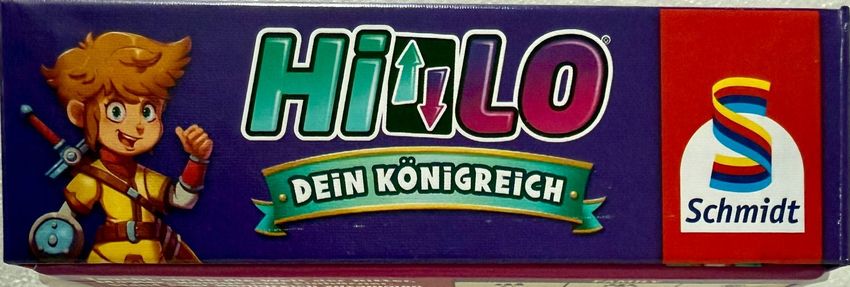 HiLO®
DEIN KÖNIGREICH
Schmidt